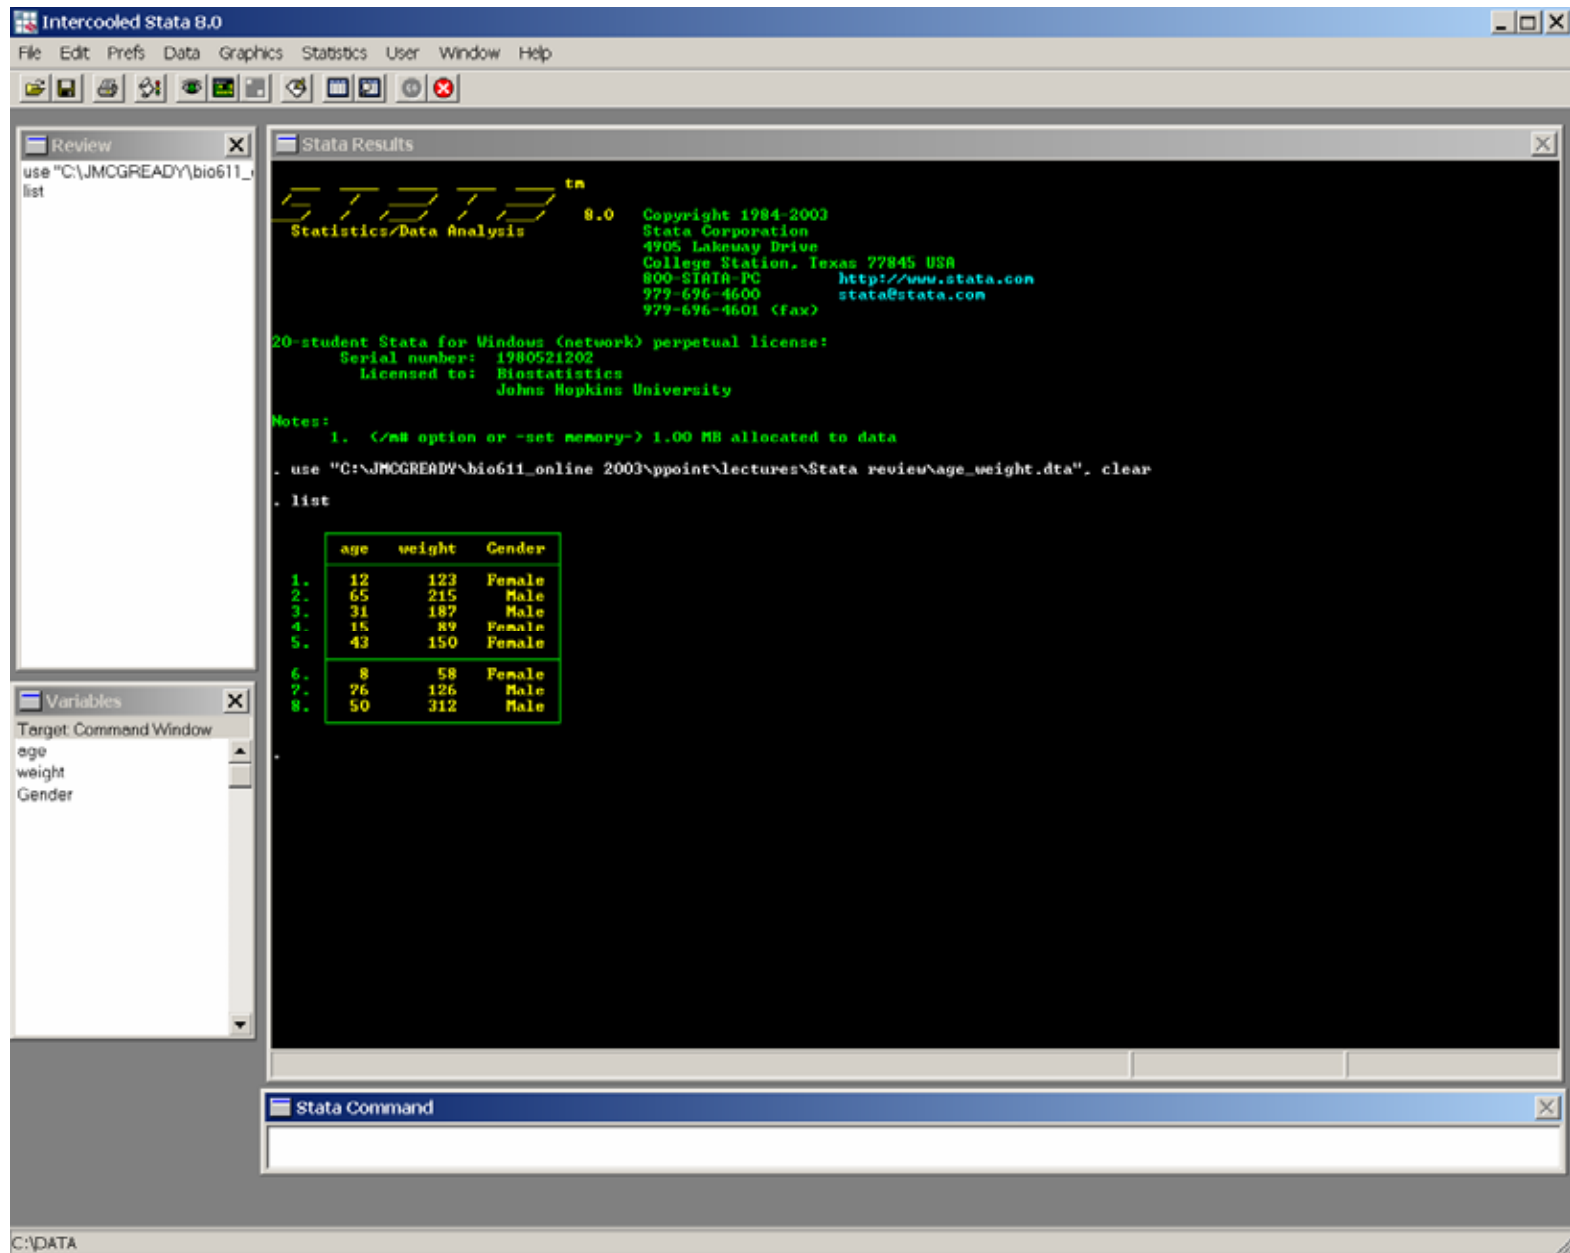 Intercooled Stata 8.0
File Edit Prefs Data Graphics Statistics User Window Help
Review
use "C:\JMCGREADY\bio611_
list
Variables
Target: Command Window
age
weight
Gender
Stata Results
STATA tm
8.0 Copyright 1984-2003
Statistics/Data Analysis Stata Corporation
4905 Lakeway Drive
College Station, Texas 77845 USA
800-STATA-PC http://www.stata.com
979-696-4600 stata@stata.com
979-696-4601 (fax)
20-student Stata for Windows (network) perpetual license:
Serial number: 1980521202
Licensed to: Biostatistics
Johns Hopkins University
Notes:
1. (/m# option or -set memory-) 1.00 MB allocated to data
. use "C:\JMCGREADY\bio611_online 2003\ppoint\lectures\Stata review\age_weight.dta", clear
. list
age weight Gender
1. 12 123 Female
2. 65 215 Male
3. 31 187 Male
4. 15 89 Female
5. 43 150 Female
6. 8 58 Female
7. 76 126 Male
8. 50 312 Male
.
Stata Command
C:\DATA